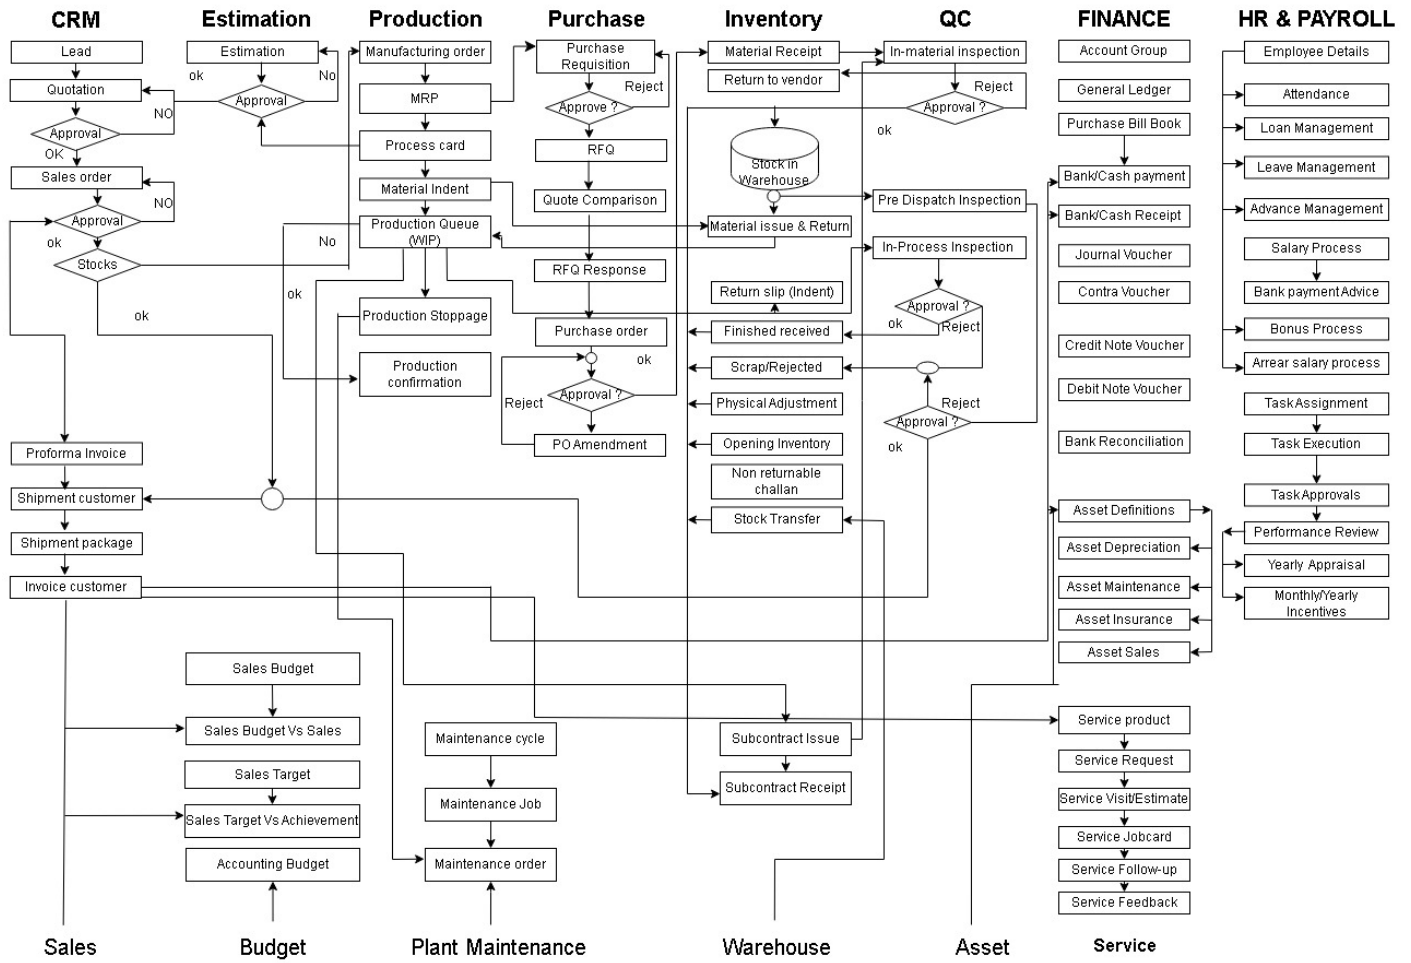 CRM
Estimation
Production
Purchase
Inventory
QC
FINANCE
HR & PAYROLL
Lead
Quotation
NO
Approval
OK
Sales order
Approval
NO
ok
Stocks
ok
Proforma Invoice
Shipment customer
Shipment package
Invoice customer
Estimation
ok
No
Approval
Manufacturing order
MRP
Process card
Material Indent
Production Queue
(WIP)
No
ok
Production Stoppage
Production
confirmation
Purchase
Requisition
Reject
Approve ?
RFQ
Quote Comparison
RFQ Response
Purchase order
ok
Approval ?
Reject
PO Amendment
Material Receipt
Return to vendor
Stock in
Warehouse
Material issue & Return
Return slip (Indent)
Finished received
Scrap/Rejected
Physical Adjustment
Opening Inventory
Non returnable
challan
Stock Transfer
In-material inspection
Reject
Approval ?
ok
Pre Dispatch Inspection
In-Process Inspection
Approval ?
ok
Reject
Reject
Approval ?
ok
Account Group
General Ledger
Purchase Bill Book
Bank/Cash payment
Bank/Cash Receipt
Journal Voucher
Contra Voucher
Credit Note Voucher
Debit Note Voucher
Bank Reconciliation
Asset Definitions
Asset Depreciation
Asset Maintenance
Asset Insurance
Asset Sales
Employee Details
Attendance
Loan Management
Leave Management
Advance Management
Salary Process
Bank payment Advice
Bonus Process
Arrear salary process
Task Assignment
Task Execution
Task Approvals
Performance Review
Yearly Appraisal
Monthly/Yearly
Incentives
Sales Budget
Sales Budget Vs Sales
Sales Target
Sales Target Vs Achievement
Accounting Budget
Maintenance cycle
Maintenance Job
Maintenance order
Subcontract Issue
Subcontract Receipt
Service product
Service Request
Service Visit/Estimate
Service Jobcard
Service Follow-up
Service Feedback
Sales
Budget
Plant Maintenance
Warehouse
Asset
Service